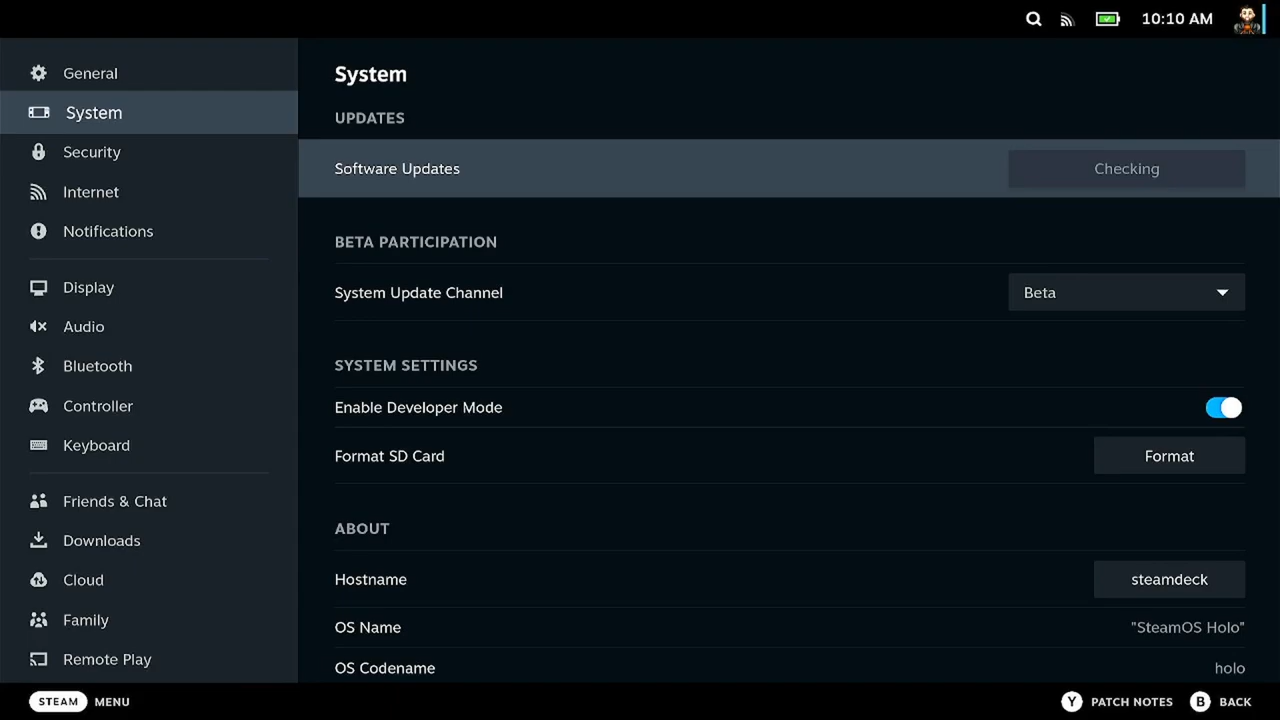 10:10 AM
General
System
Security
Internet
Notifications
Display
Audio
Bluetooth
Controller
Keyboard
Friends & Chat
Downloads
Cloud
Family
Remote Play
System
UPDATES
Software Updates Checking
BETA PARTICIPATION
System Update Channel Beta
SYSTEM SETTINGS
Enable Developer Mode
Format SD Card Format
ABOUT
Hostname steamdeck
OS Name "SteamOS Holo"
OS Codename holo
STEAM MENU Y PATCH NOTES B BACK